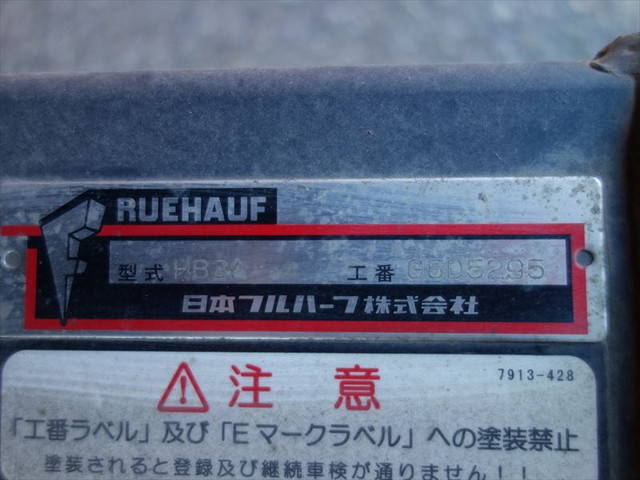 FRUEHAUF
型式 HB32 工番 G5D5295
日本フルハーフ株式会社
注意
7913-428
「工番ラベル」及び「Eマークラベル」への塗装禁止
塗装されると登録及び継続車検が通りません!!